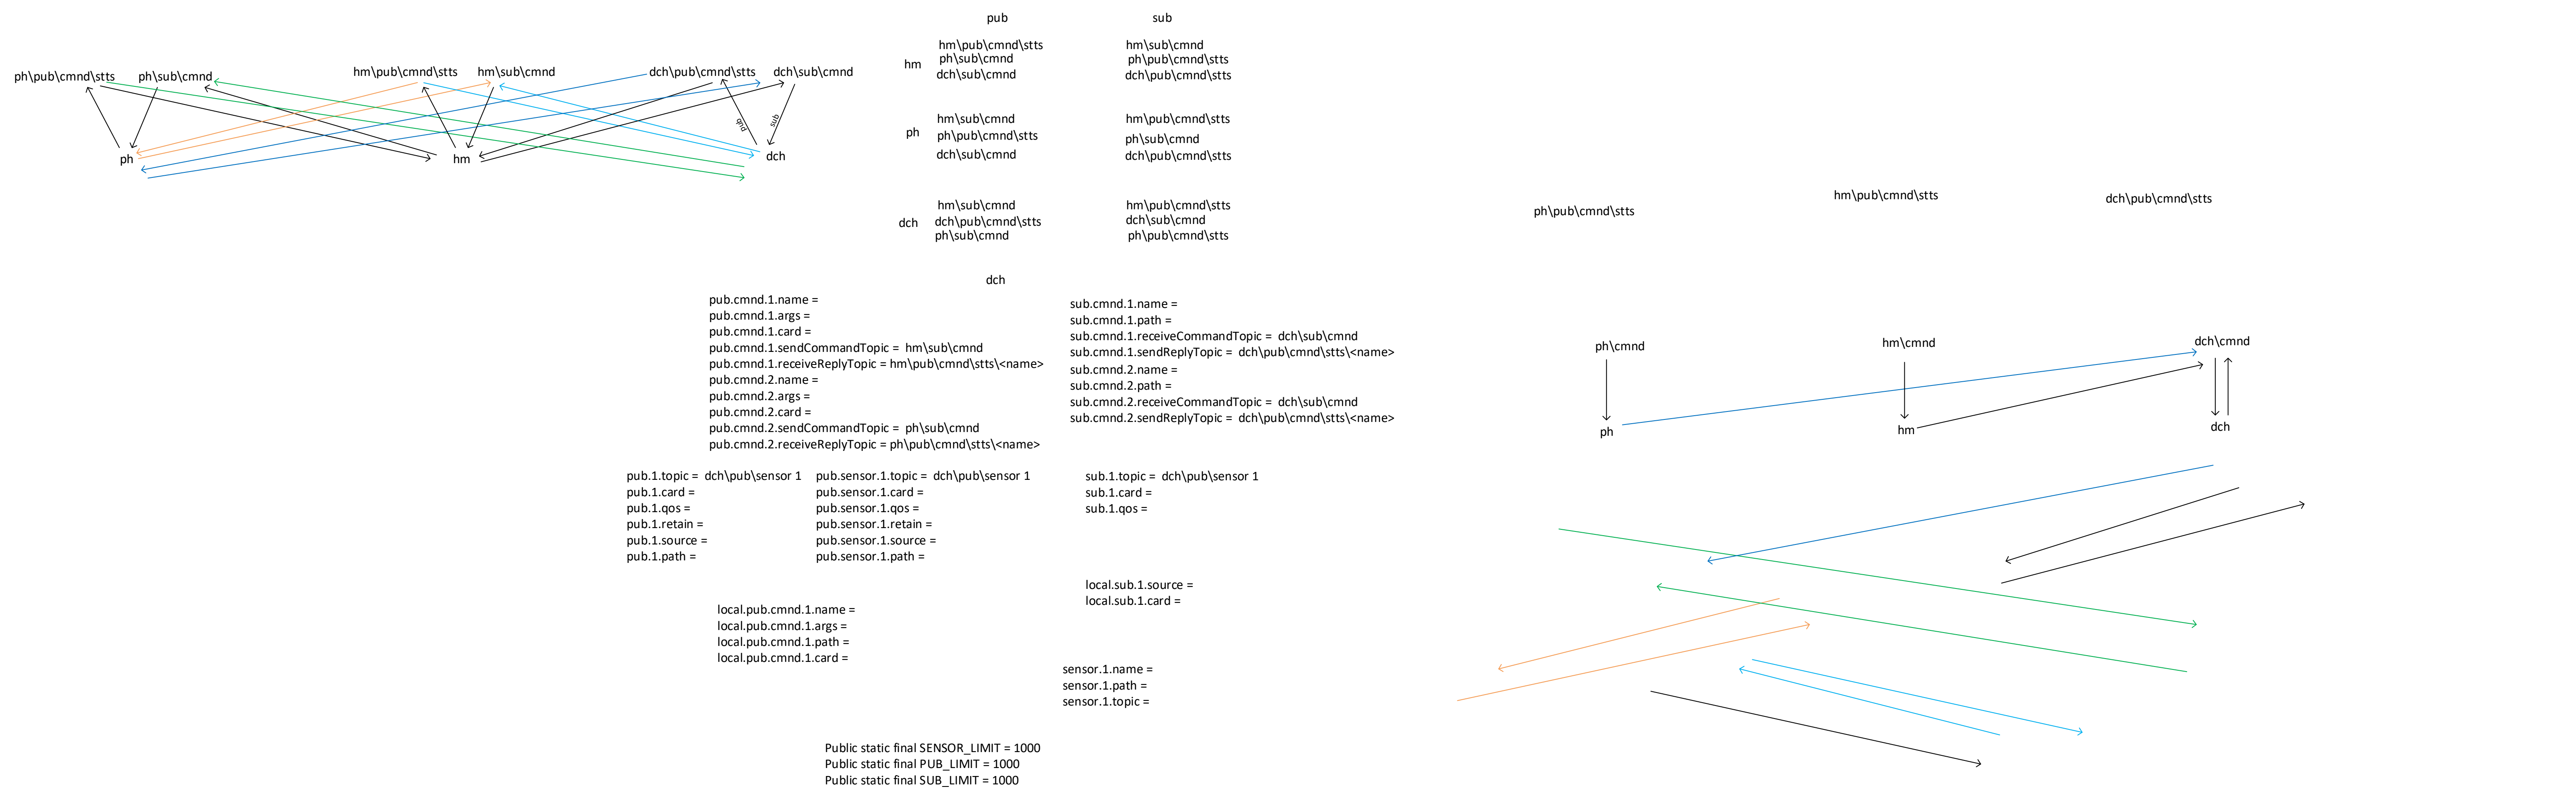 ph\pub\cmnd\stts
ph\sub\cmnd
hm\pub\cmnd\stts
hm\sub\cmnd
dch\pub\cmnd\stts
dch\sub\cmnd
pub
sub
ph
hm
dch
pub
sub
hm
hm\pub\cmnd\stts
ph\sub\cmnd
dch\sub\cmnd
hm\sub\cmnd
ph\pub\cmnd\stts
dch\pub\cmnd\stts
ph
hm\sub\cmnd
ph\pub\cmnd\stts
dch\sub\cmnd
hm\pub\cmnd\stts
ph\sub\cmnd
dch\pub\cmnd\stts
dch
hm\sub\cmnd
dch\pub\cmnd\stts
ph\sub\cmnd
hm\pub\cmnd\stts
dch\sub\cmnd
ph\pub\cmnd\stts
dch
pub.cmnd.1.name =
pub.cmnd.1.args =
pub.cmnd.1.card =
pub.cmnd.1.sendCommandTopic = hm\sub\cmnd
pub.cmnd.1.receiveReplyTopic = hm\pub\cmnd\stts\<name>
pub.cmnd.2.name =
pub.cmnd.2.args =
pub.cmnd.2.card =
pub.cmnd.2.sendCommandTopic = ph\sub\cmnd
pub.cmnd.2.receiveReplyTopic = ph\pub\cmnd\stts\<name>
sub.cmnd.1.name =
sub.cmnd.1.path =
sub.cmnd.1.receiveCommandTopic = dch\sub\cmnd
sub.cmnd.1.sendReplyTopic = dch\pub\cmnd\stts\<name>
sub.cmnd.2.name =
sub.cmnd.2.path =
sub.cmnd.2.receiveCommandTopic = dch\sub\cmnd
sub.cmnd.2.sendReplyTopic = dch\pub\cmnd\stts\<name>
pub.1.topic = dch\pub\sensor 1
pub.1.card =
pub.1.qos =
pub.1.retain =
pub.1.source =
pub.1.path =
pub.sensor.1.topic = dch\pub\sensor 1
pub.sensor.1.card =
pub.sensor.1.qos =
pub.sensor.1.retain =
pub.sensor.1.source =
pub.sensor.1.path =
sub.1.topic = dch\pub\sensor 1
sub.1.card =
sub.1.qos =
local.sub.1.source =
local.sub.1.card =
local.pub.cmnd.1.name =
local.pub.cmnd.1.args =
local.pub.cmnd.1.path =
local.pub.cmnd.1.card =
sensor.1.name =
sensor.1.path =
sensor.1.topic =
Public static final SENSOR_LIMIT = 1000
Public static final PUB_LIMIT = 1000
Public static final SUB_LIMIT = 1000
ph\pub\cmnd\stts
hm\pub\cmnd\stts
dch\pub\cmnd\stts
ph\cmnd
hm\cmnd
dch\cmnd
ph
hm
dch